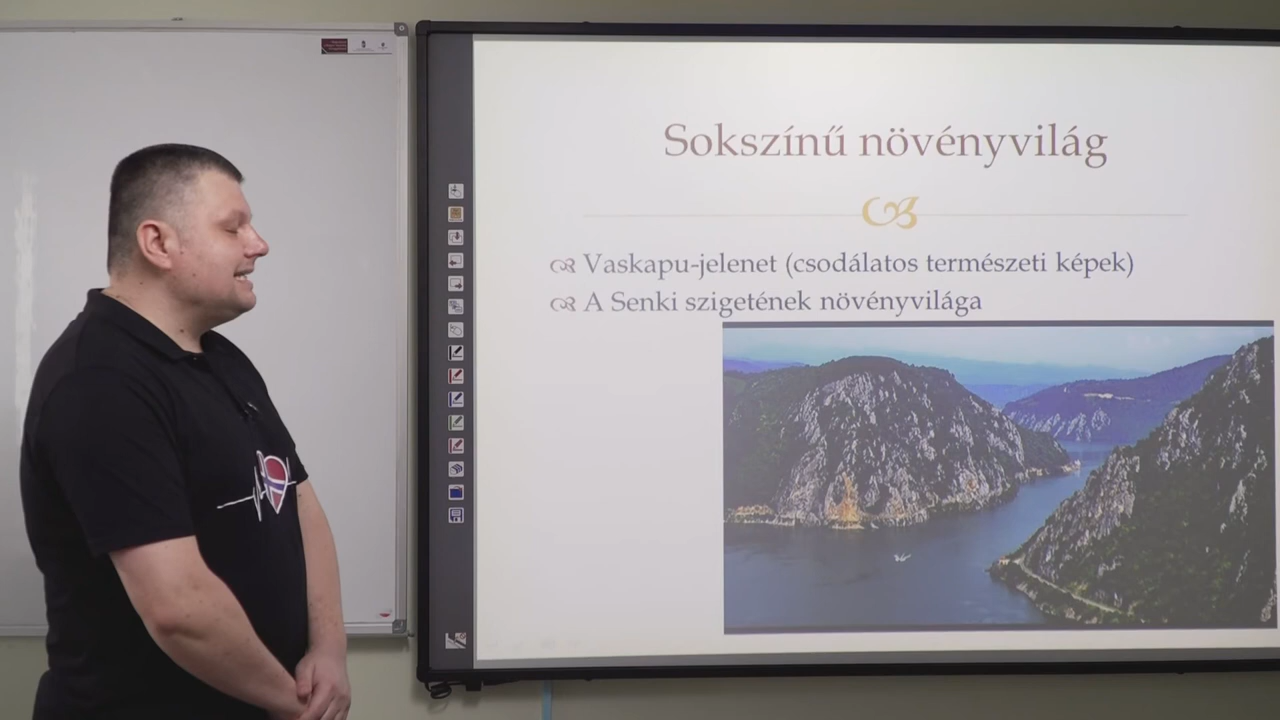 Sokszínű növényvilág
Vaskapu-jelenet (csodálatos természeti képek)
A Senki szigetének növényvilága